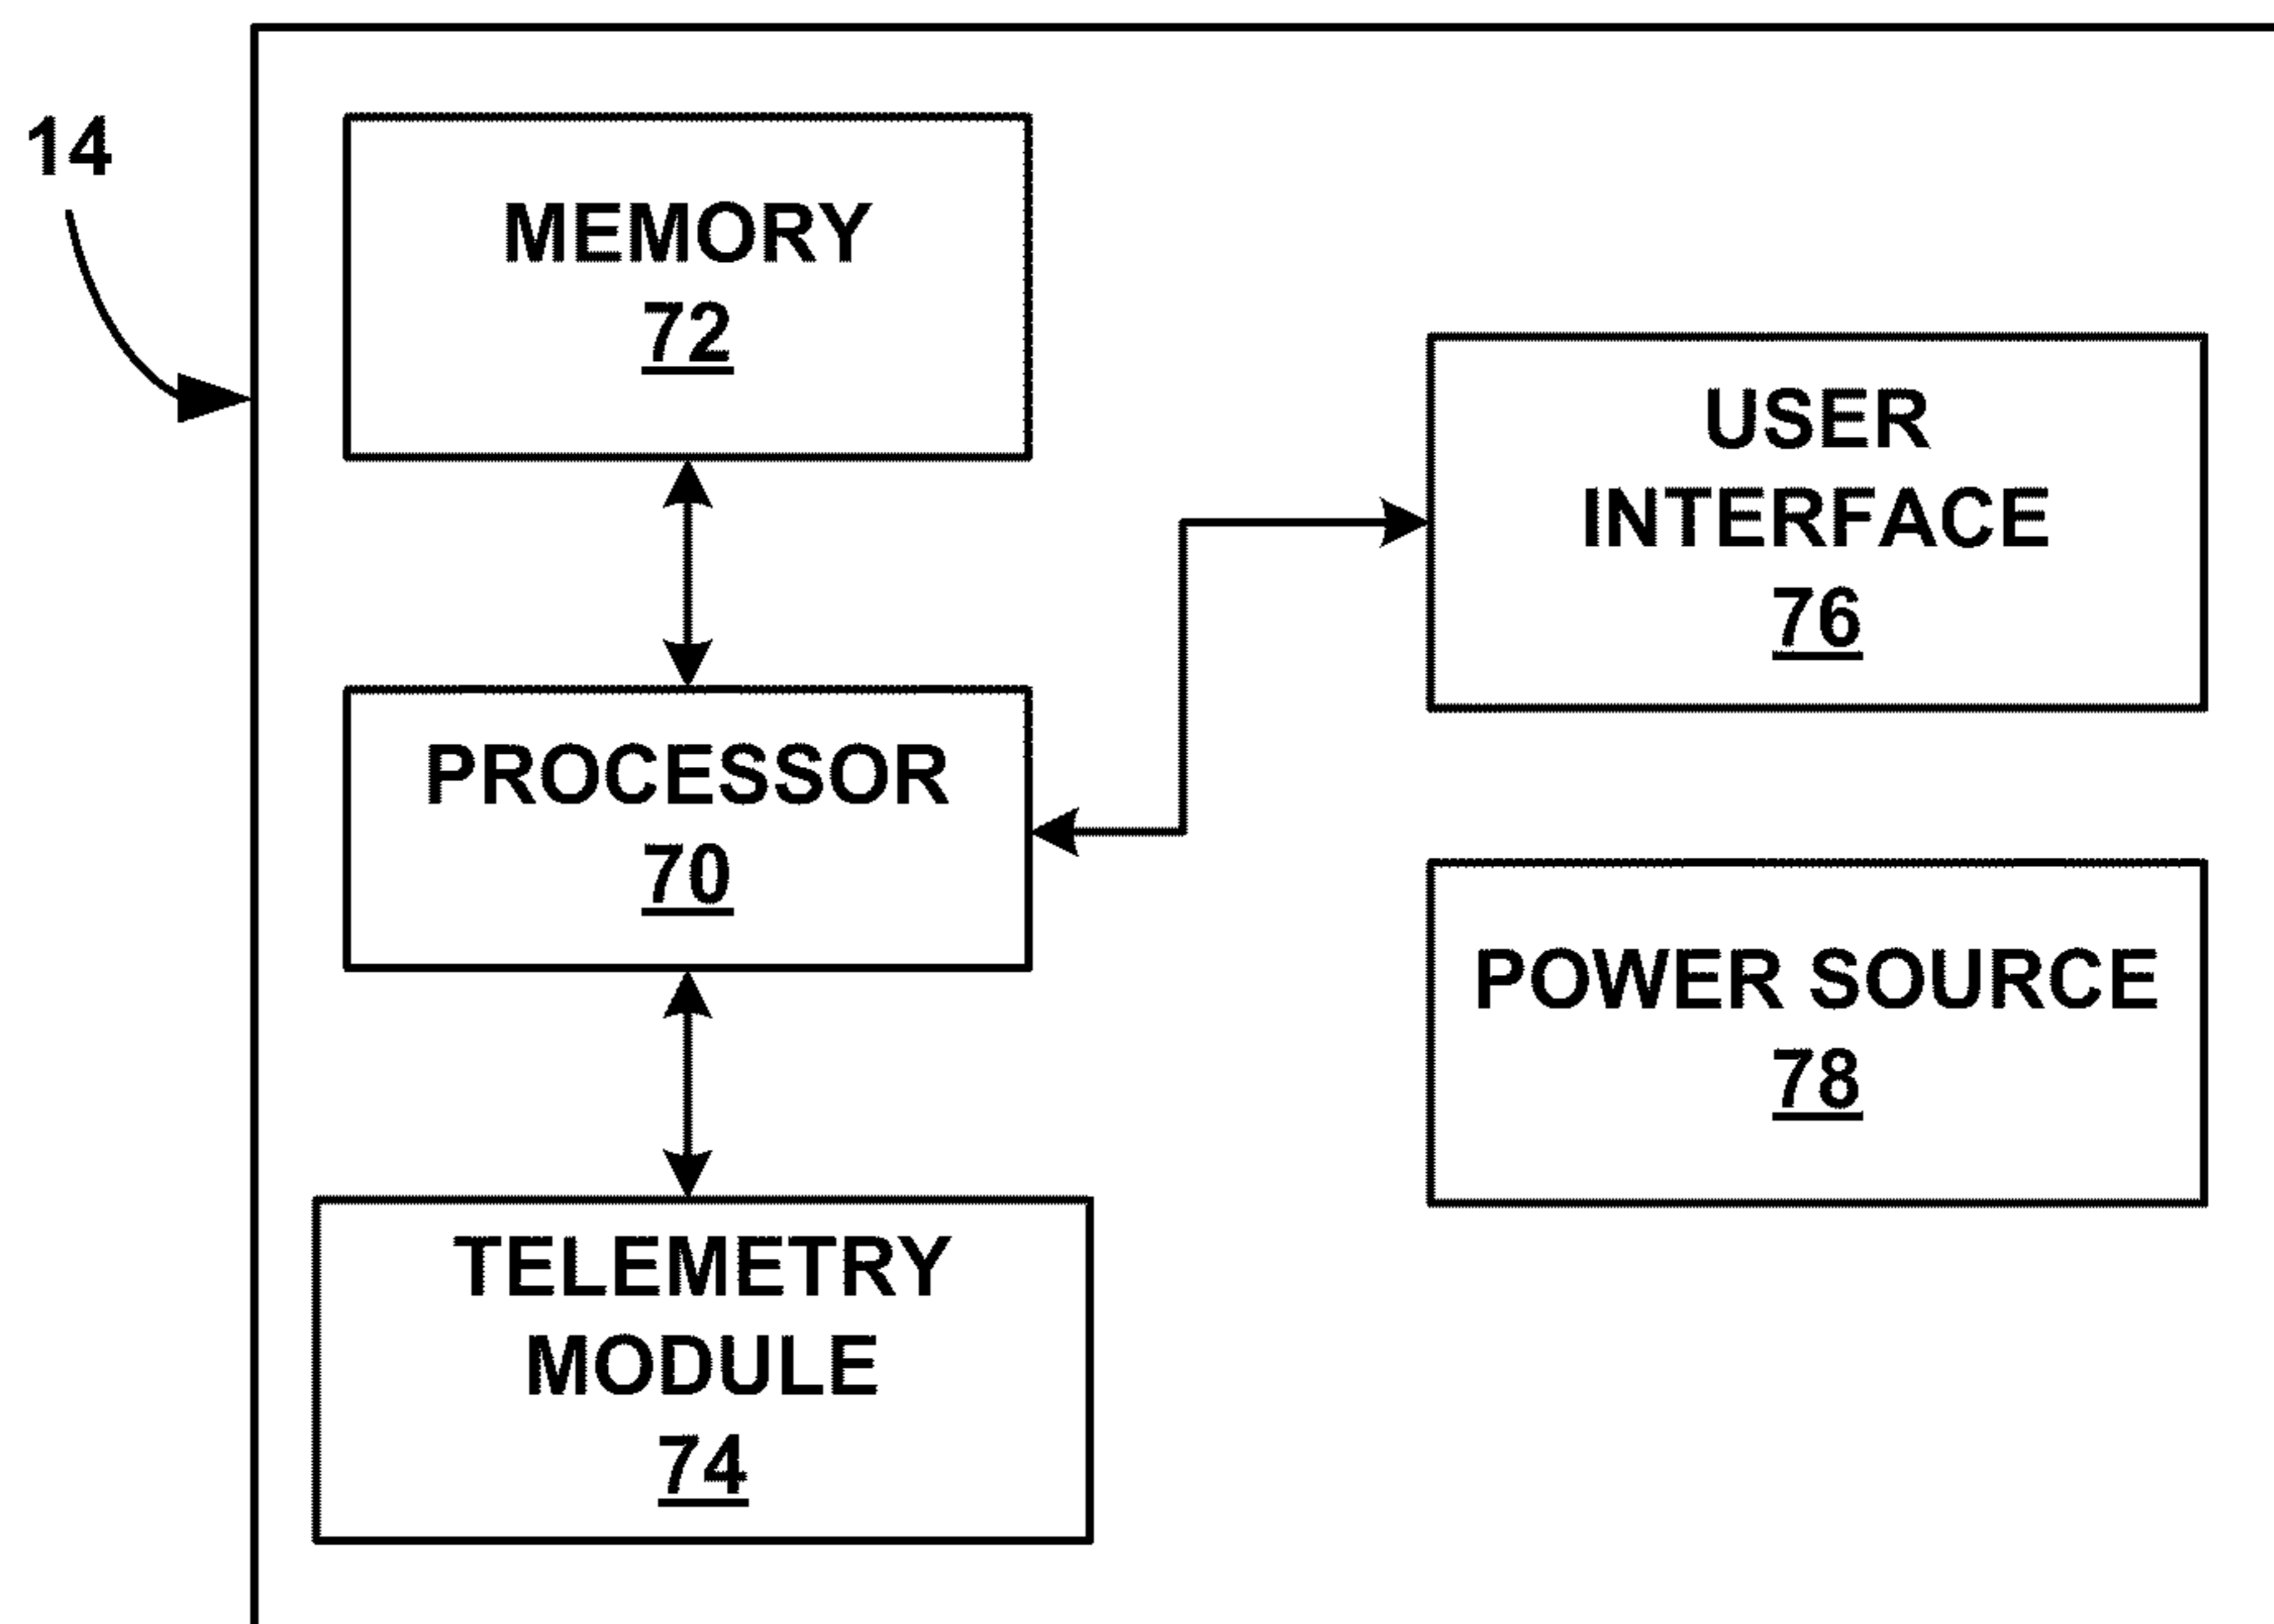 14
MEMORY
72
USER
INTERFACE
76
PROCESSOR
70
POWER SOURCE
78
TELEMETRY
MODULE
74